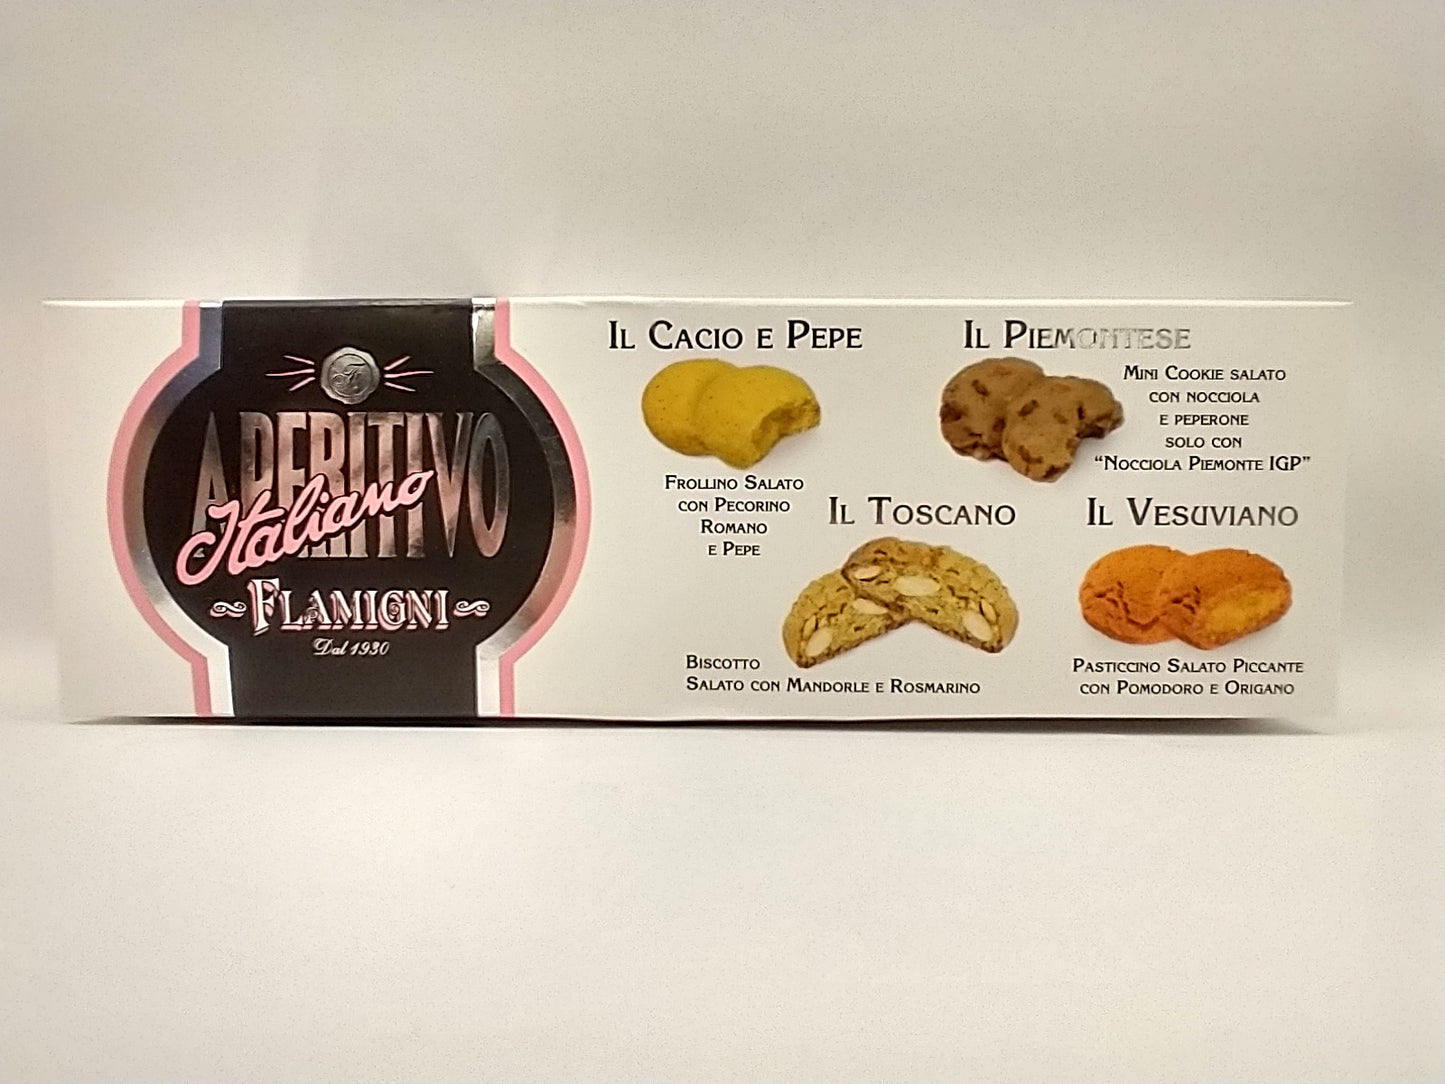 APERITIVO
Italiano
FLAMIGNI
Dal 1930
IL CACIO E PEPE
FROLLINO SALATO
CON PECORINO
ROMANO
E PEPE
IL PIEMONTESE
MINI COOKIE SALATO
CON NOCCIOLA
E PEPERONE
SOLO CON
“NOCCIOLA PIEMONTE IGP”
IL TOSCANO
BISCOTTO
SALATO CON MANDORLE E ROSMARINO
IL VESUVIANO
PASTICCINO SALATO PICCANTE
CON POMODORO E ORIGANO